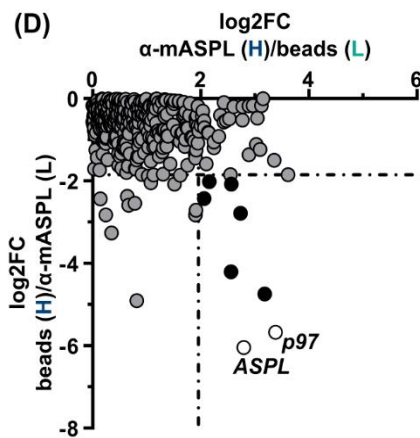 (D)
log2FC
α-mASPL (H)/beads (L)
0 2 4 6
0
-2
-4
-6
-8
log2FC
beads (H)/α-mASPL (L)
p97
ASPL